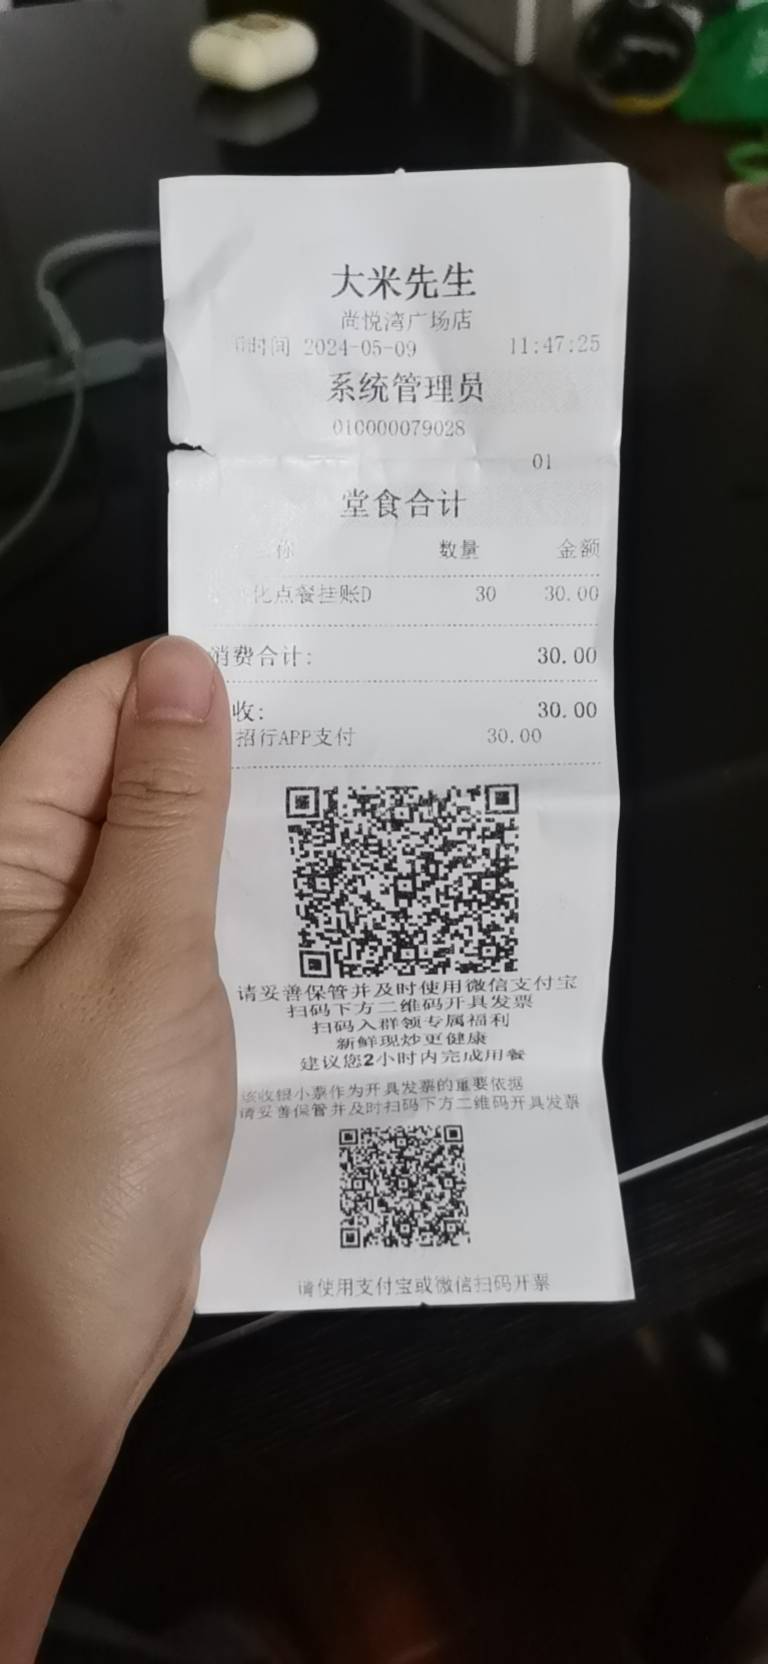 大米先生
尚悦湾广场店
时间 2024-05-09 11:47:25
系统管理员
010000079028
01
堂食合计
数量 金额
化点餐挂账D 30 30.00
消费合计: 30.00
收: 30.00
招行APP支付 30.00
请妥善保管并及时使用微信支付宝
扫码下方二维码开具发票
扫码入群领专属福利
新鲜现炒更健康
建议您2小时内完成用餐
该收银小票作为开具发票的重要依据
请妥善保管并及时扫码下方二维码开具发票
请使用支付宝或微信扫码开票